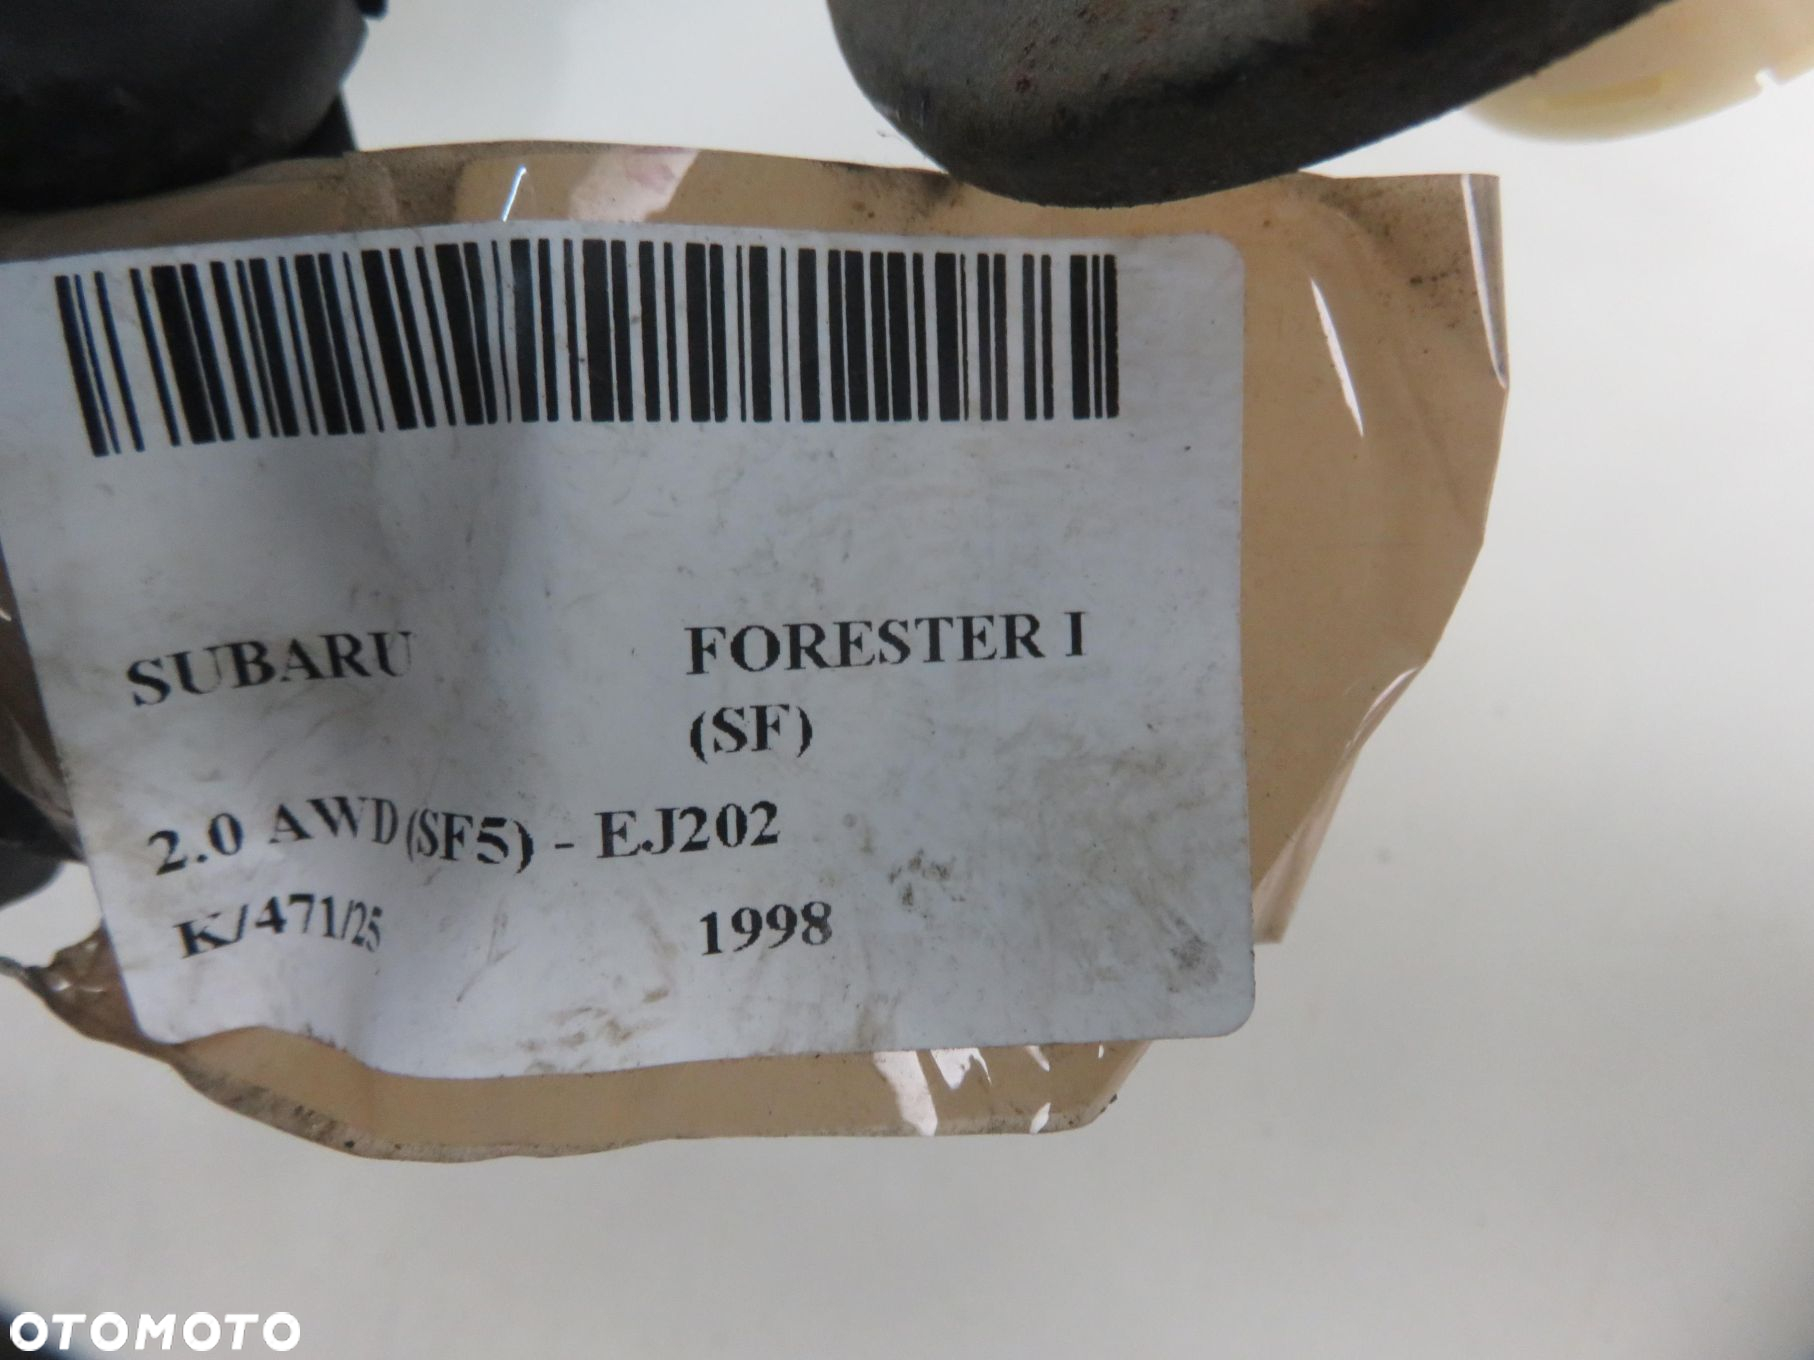 SUBARU FORESTER I
(SF)
2.0 AWD(SF5) - EJ202
K/471/25 1998
OTOMOTO